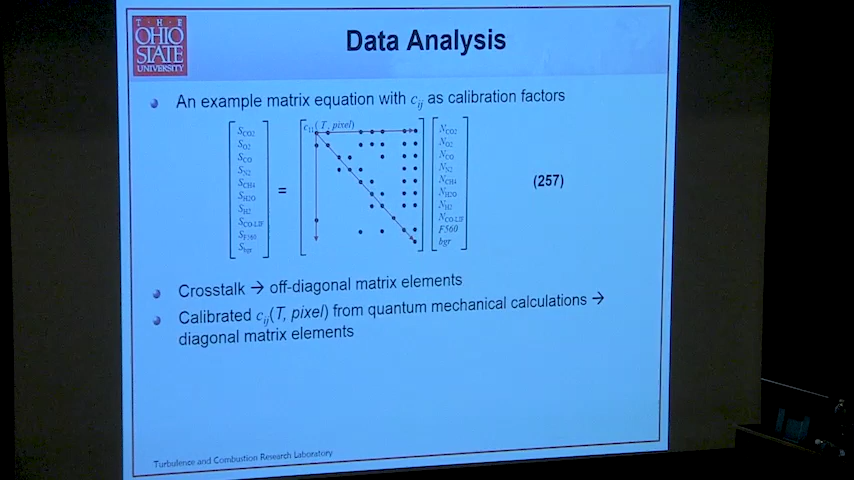 T · H · E
OHIO
STATE
UNIVERSITY
Data Analysis
An example matrix equation with cij as calibration factors
SCO2
SO2
SCO
SN2
SCH4
SH2O
SH2
SCO-LIF
SF560
Sbgr
=
c11(T, pixel)
NCO2
NO2
NCO
NN2
NCH4
NH2O
NH2
NCO-LIF
F560
bgr
(257)
Crosstalk → off-diagonal matrix elements
Calibrated cij(T, pixel) from quantum mechanical calculations →
diagonal matrix elements
Turbulence and Combustion Research Laboratory